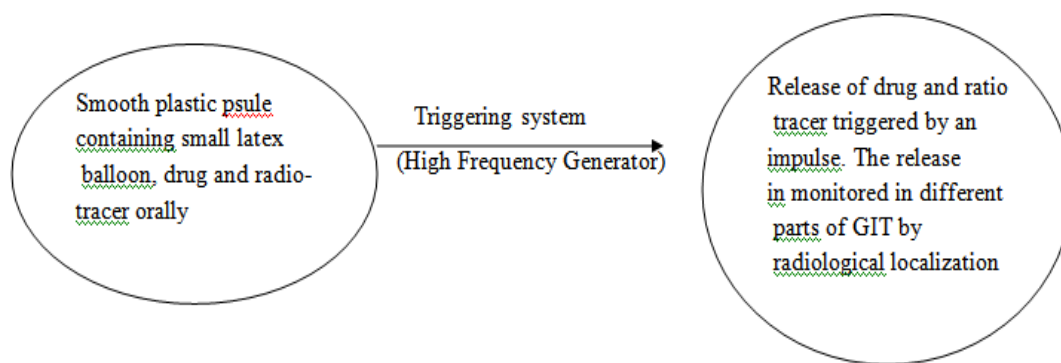 Smooth plastic psule
containing small latex
balloon, drug and radio-
tracer orally
Triggering system
(High Frequency Generator)
Release of drug and ratio
tracer triggered by an
impulse. The release
in monitored in different
parts of GIT by
radiological localization